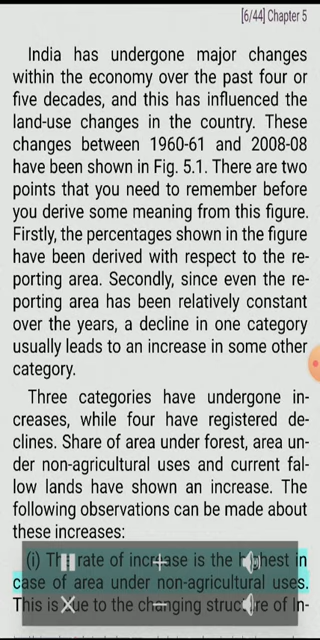 [6/44] Chapter 5
India has undergone major changes
within the economy over the past four or
five decades, and this has influenced the
land-use changes in the country. These
changes between 1960-61 and 2008-08
have been shown in Fig. 5.1. There are two
points that you need to remember before
you derive some meaning from this figure.
Firstly, the percentages shown in the figure
have been derived with respect to the re-
porting area. Secondly, since even the re-
porting area has been relatively constant
over the years, a decline in one category
usually leads to an increase in some other
category.
Three categories have undergone in-
creases, while four have registered de-
clines. Share of area under forest, area un-
der non-agricultural uses and current fal-
low lands have shown an increase. The
following observations can be made about
these increases:
(i) The rate of increase is the highest in
case of area under non-agricultural uses.
This is due to the changing structure of In-